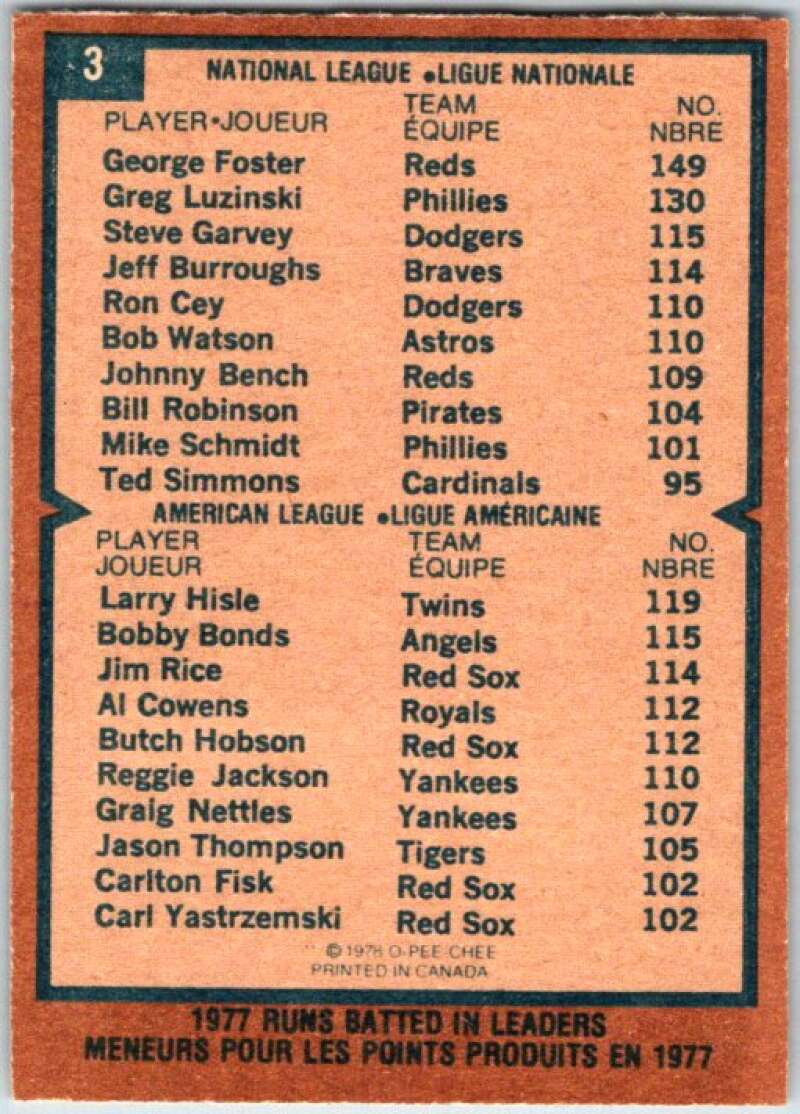 3
NATIONAL LEAGUE •LIGUE NATIONALE
PLAYER•JOUEUR TEAM ÉQUIPE NO. NBRE
George Foster Reds 149
Greg Luzinski Phillies 130
Steve Garvey Dodgers 115
Jeff Burroughs Braves 114
Ron Cey Dodgers 110
Bob Watson Astros 110
Johnny Bench Reds 109
Bill Robinson Pirates 104
Mike Schmidt Phillies 101
Ted Simmons Cardinals 95
AMERICAN LEAGUE •LIGUE AMÉRICAINE
PLAYER TEAM NO.
JOUEUR ÉQUIPE NBRE
Larry Hisle Twins 119
Bobby Bonds Angels 115
Jim Rice Red Sox 114
Al Cowens Royals 112
Butch Hobson Red Sox 112
Reggie Jackson Yankees 110
Graig Nettles Yankees 107
Jason Thompson Tigers 105
Carlton Fisk Red Sox 102
Carl Yastrzemski Red Sox 102
© 1978 O-PEE-CHEE
PRINTED IN CANADA
1977 RUNS BATTED IN LEADERS
MENEURS POUR LES POINTS PRODUITS EN 1977